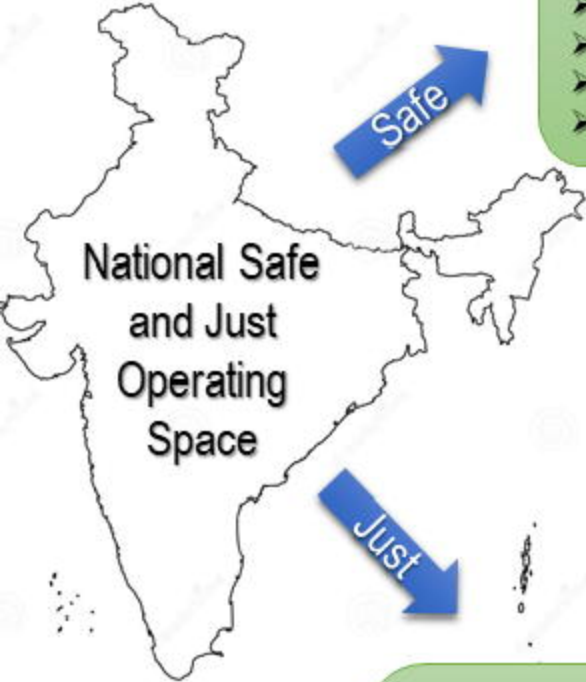 Safe
National Safe
and Just
Operating
Space
Just